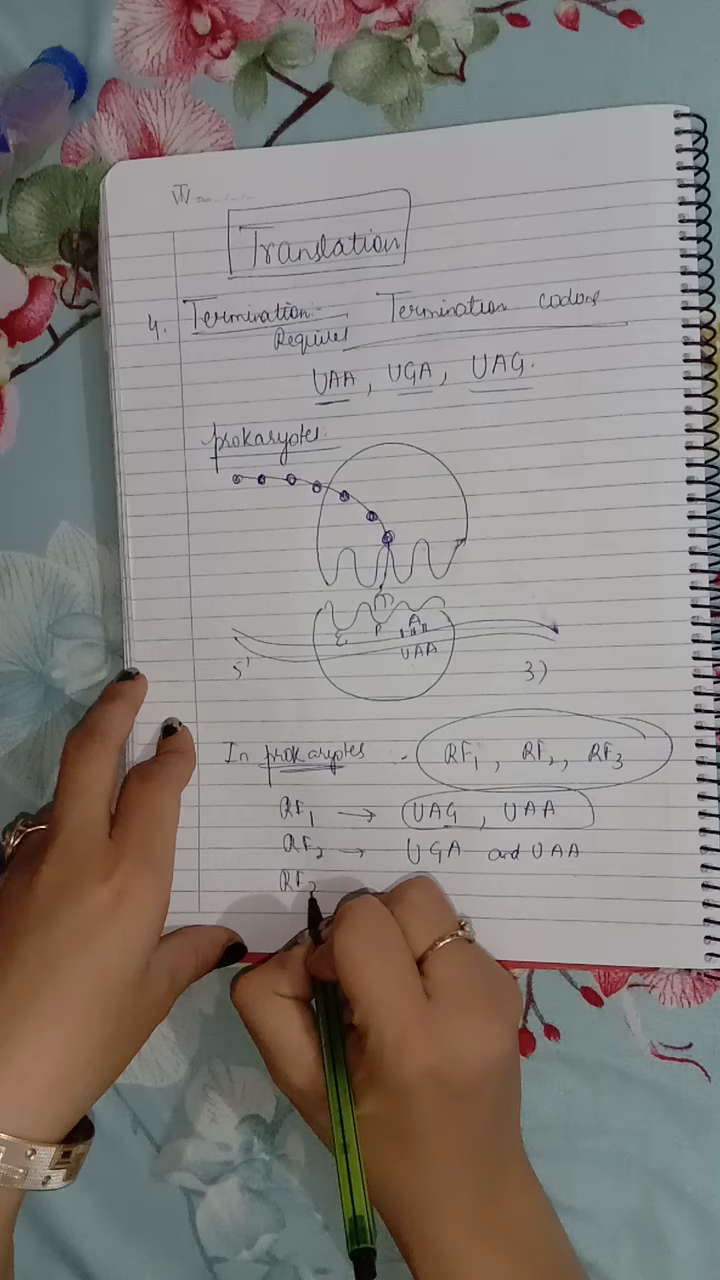 Translation
4. Termination:- Termination codons
Requires
UAA, UGA, UAG.
prokaryotes:
E P A
UAA
5' 3)
In prokaryotes - RF1, RF2, RF3
RF1 → UAG, UAA
RF2 → UGA and UAA
RF3